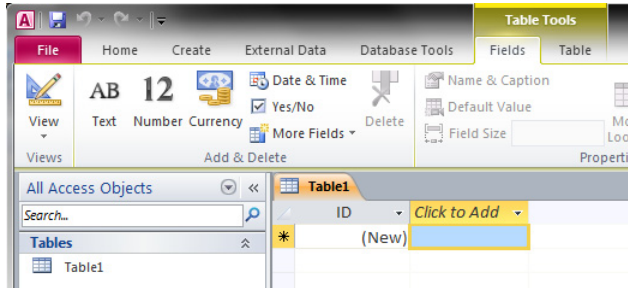 Table Tools
File Home Create External Data Database Tools Fields Table
AB 12 Date & Time Name & Caption
Yes/No Default Value
View Text Number Currency More Fields Delete Field Size
Views Add & Delete
All Access Objects Table1
Search... ID Click to Add
Tables (New)
Table1